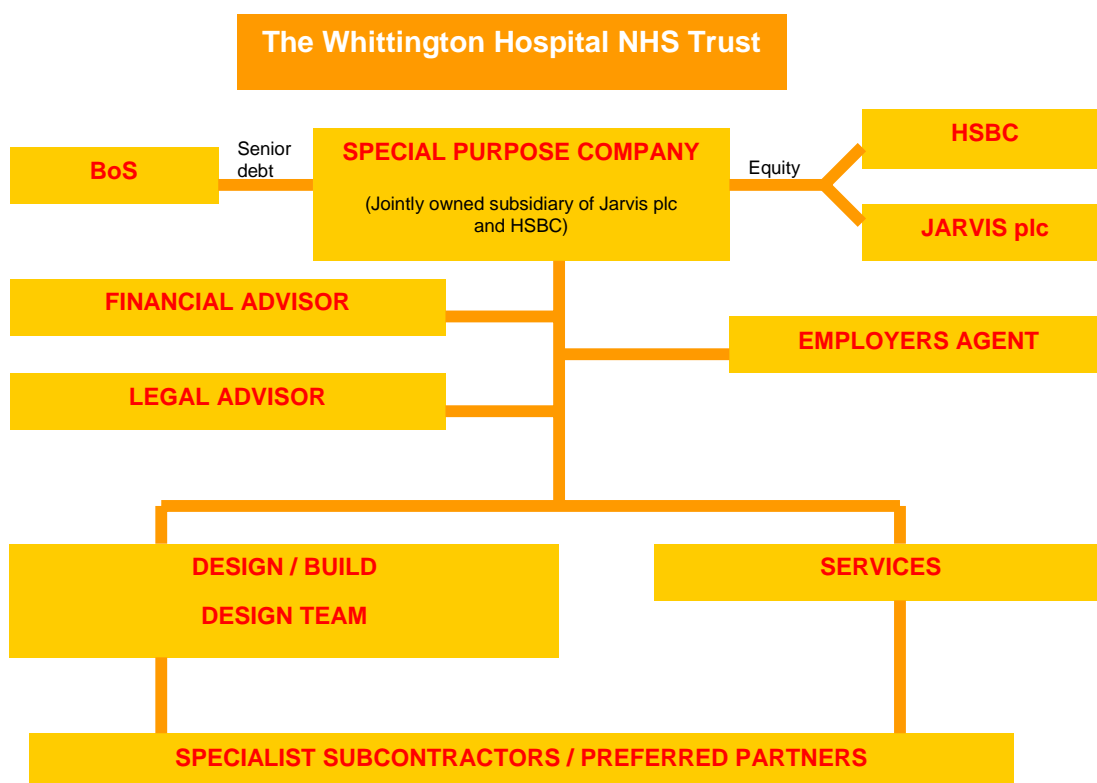 The Whittington Hospital NHS Trust
BoS
Senior
debt
SPECIAL PURPOSE COMPANY
(Jointly owned subsidiary of Jarvis plc
and HSBC)
Equity
HSBC
JARVIS plc
FINANCIAL ADVISOR
EMPLOYERS AGENT
LEGAL ADVISOR
DESIGN / BUILD
DESIGN TEAM
SERVICES
SPECIALIST SUBCONTRACTORS / PREFERRED PARTNERS